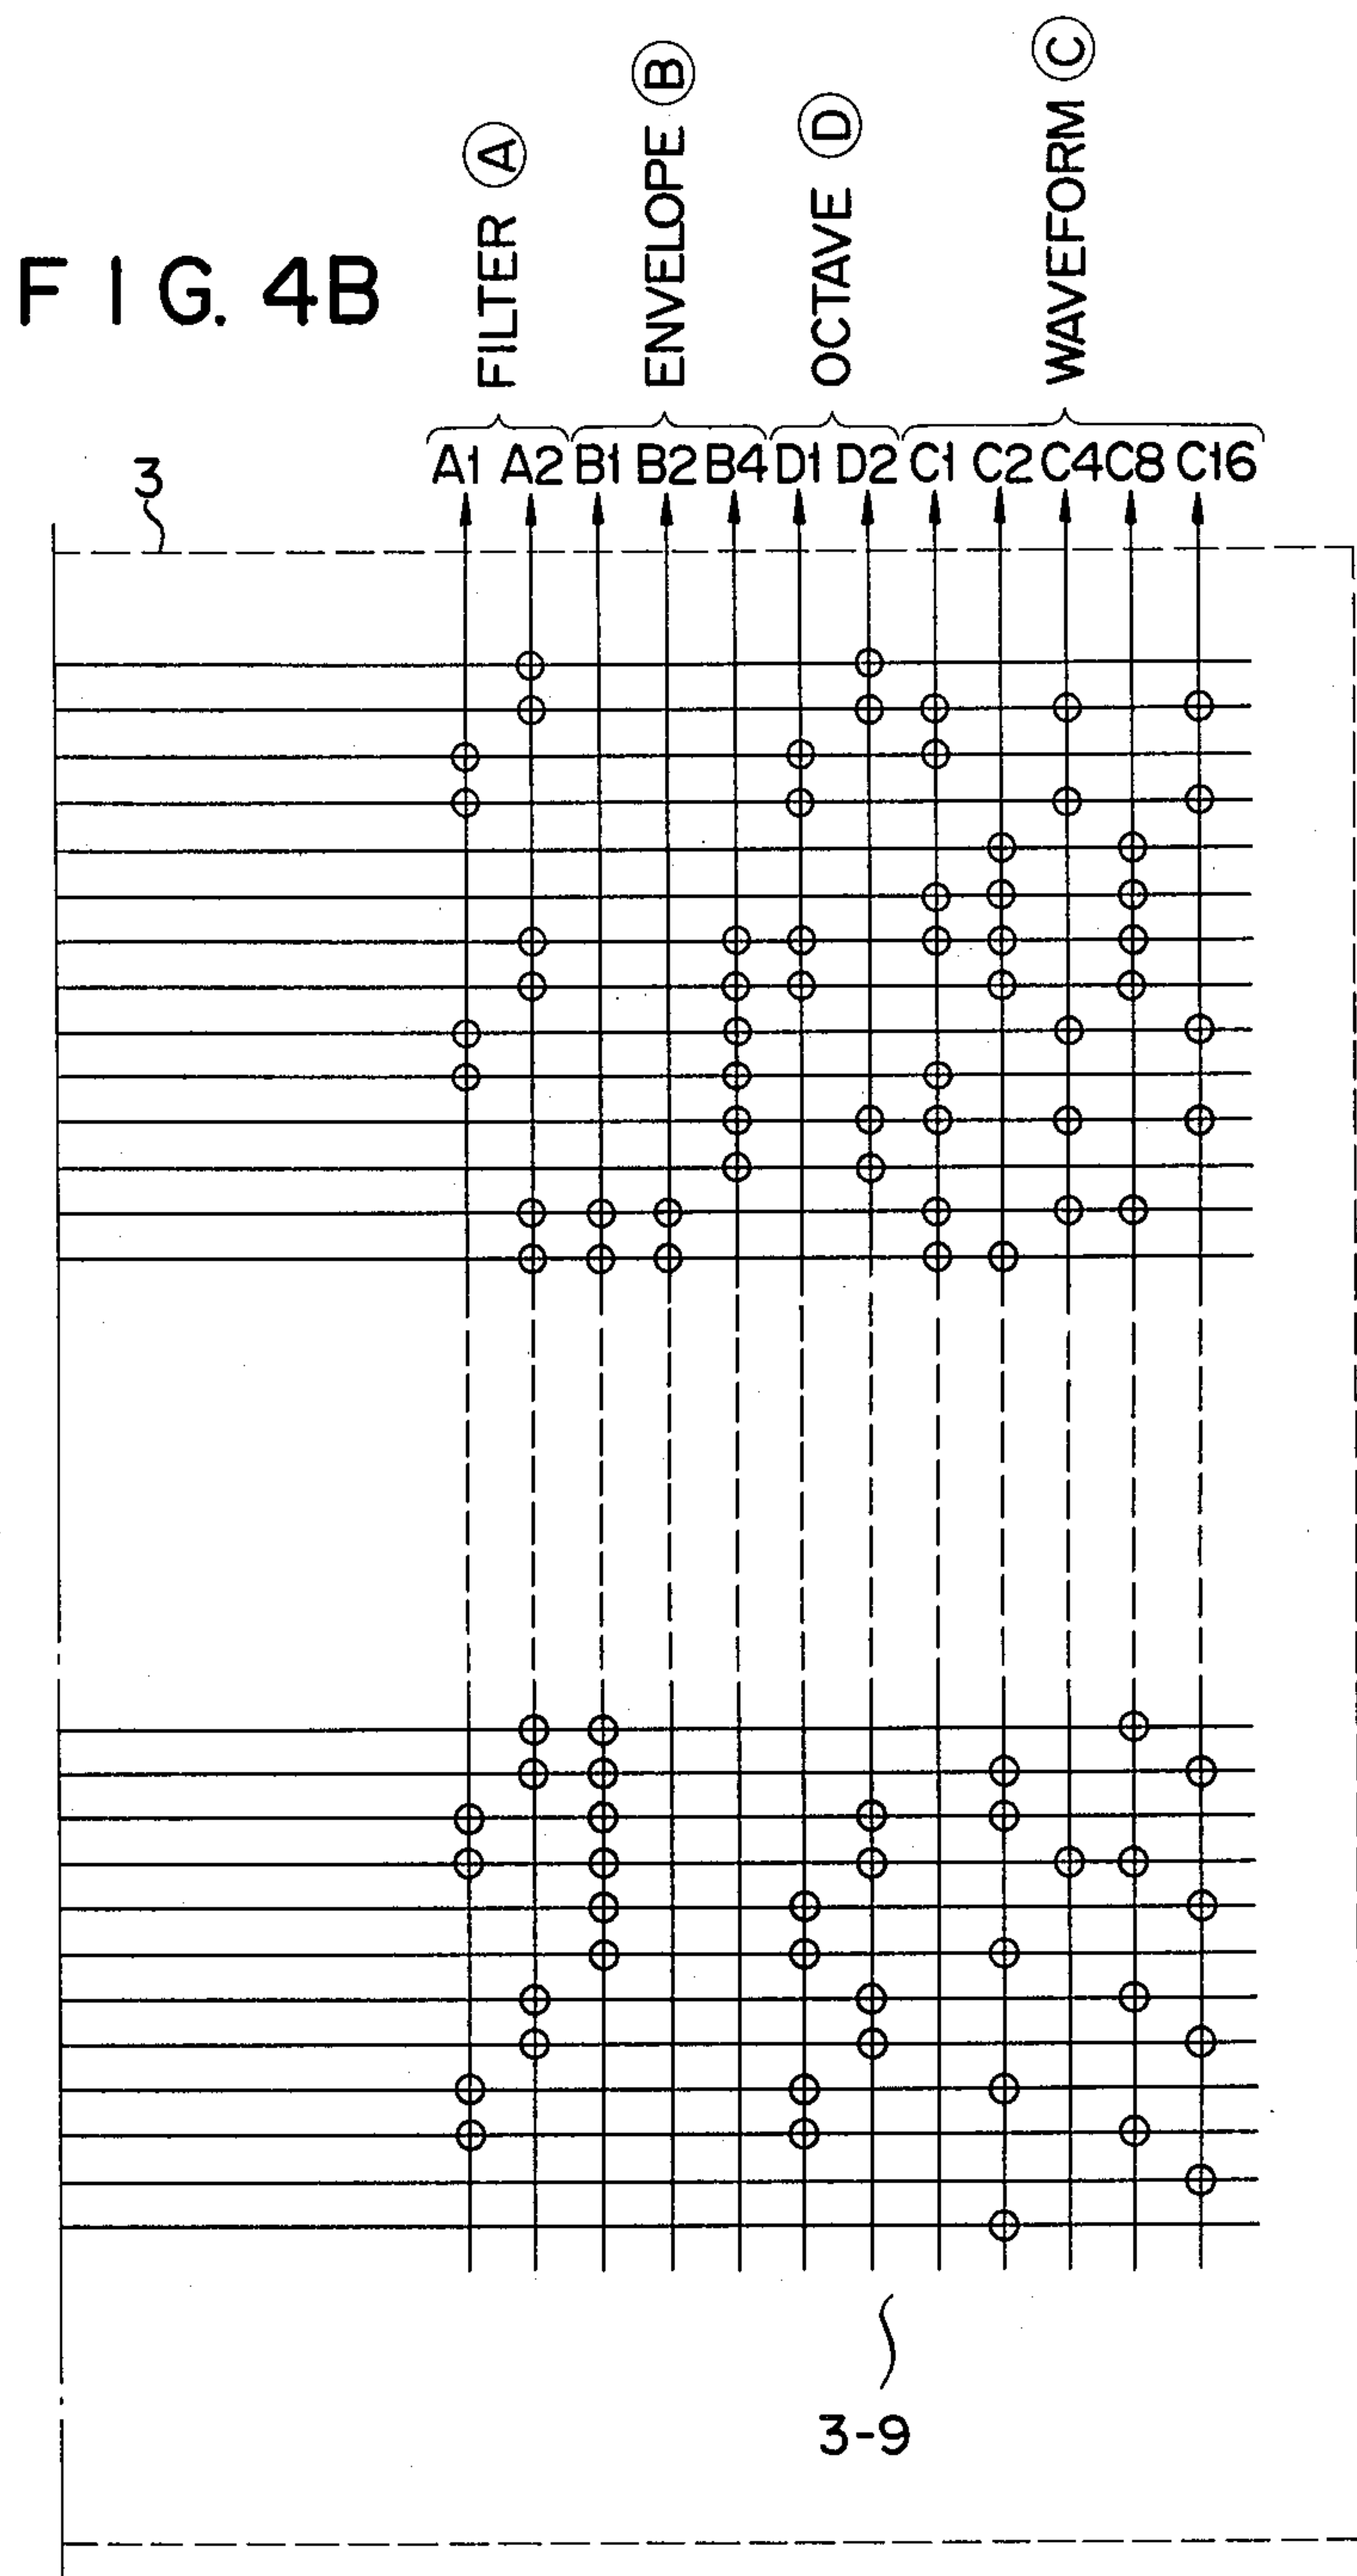 FIG. 4B
FILTER Ⓐ
ENVELOPE Ⓑ
OCTAVE Ⓓ
WAVEFORM Ⓒ
A1 A2 B1 B2 B4 D1 D2 C1 C2 C4 C8 C16
3
3-9